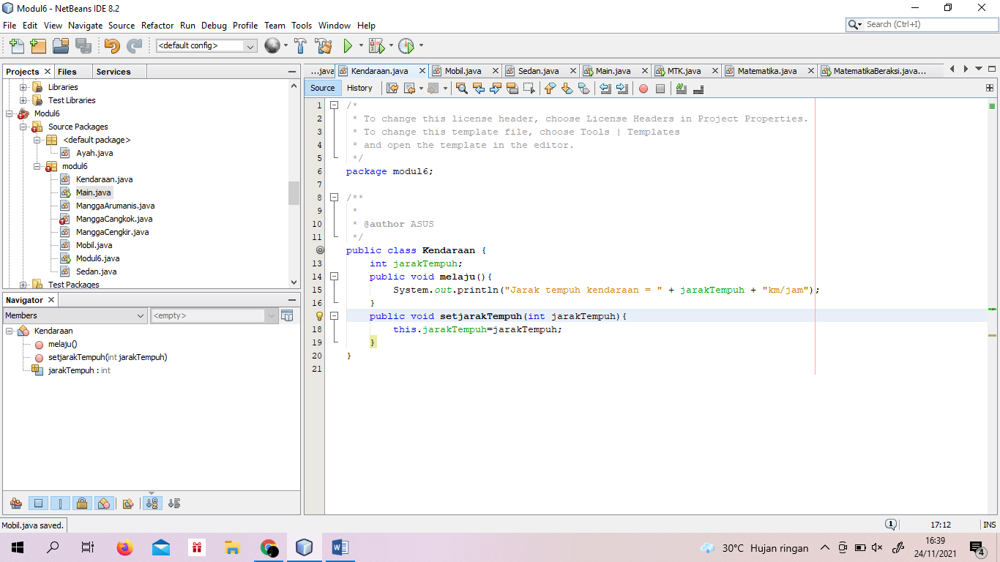 Modul6 - NetBeans IDE 8.2
File Edit View Navigate Source Refactor Run Debug Profile Team Tools Window Help
Search (Ctrl+I)
<default config>
Projects Files Services
Libraries
Test Libraries
Modul6
Source Packages
<default package>
Ayah.java
modul6
Kendaraan.java
Main.java
ManggaArumanis.java
ManggaCangkok.java
ManggaCengkir.java
Mobil.java
Modul6.java
Sedan.java
Test Packages
Navigator
Members <empty>
Kendaraan
melaju()
setjarakTempuh(int jarakTempuh)
jarakTempuh : int
...java Kendaraan.java Mobil.java Sedan.java Main.java MTK.java Matematika.java MatematikaBeraksi.java...
Source History
1 /*
2 * To change this license header, choose License Headers in Project Properties.
3 * To change this template file, choose Tools | Templates
4 * and open the template in the editor.
5 */
6 package modul6;
7
8 /**
9 *
10 * @author ASUS
11 */
public class Kendaraan {
13 int jarakTempuh;
14 public void melaju(){
15 System.out.println("Jarak tempuh kendaraan = " + jarakTempuh + "km/jam");
16 }
public void setjarakTempuh(int jarakTempuh){
18 this.jarakTempuh=jarakTempuh;
19 }
20 }
21
Mobil.java saved.
1 17:12 INS
30°C Hujan ringan
16:39
24/11/2021
4